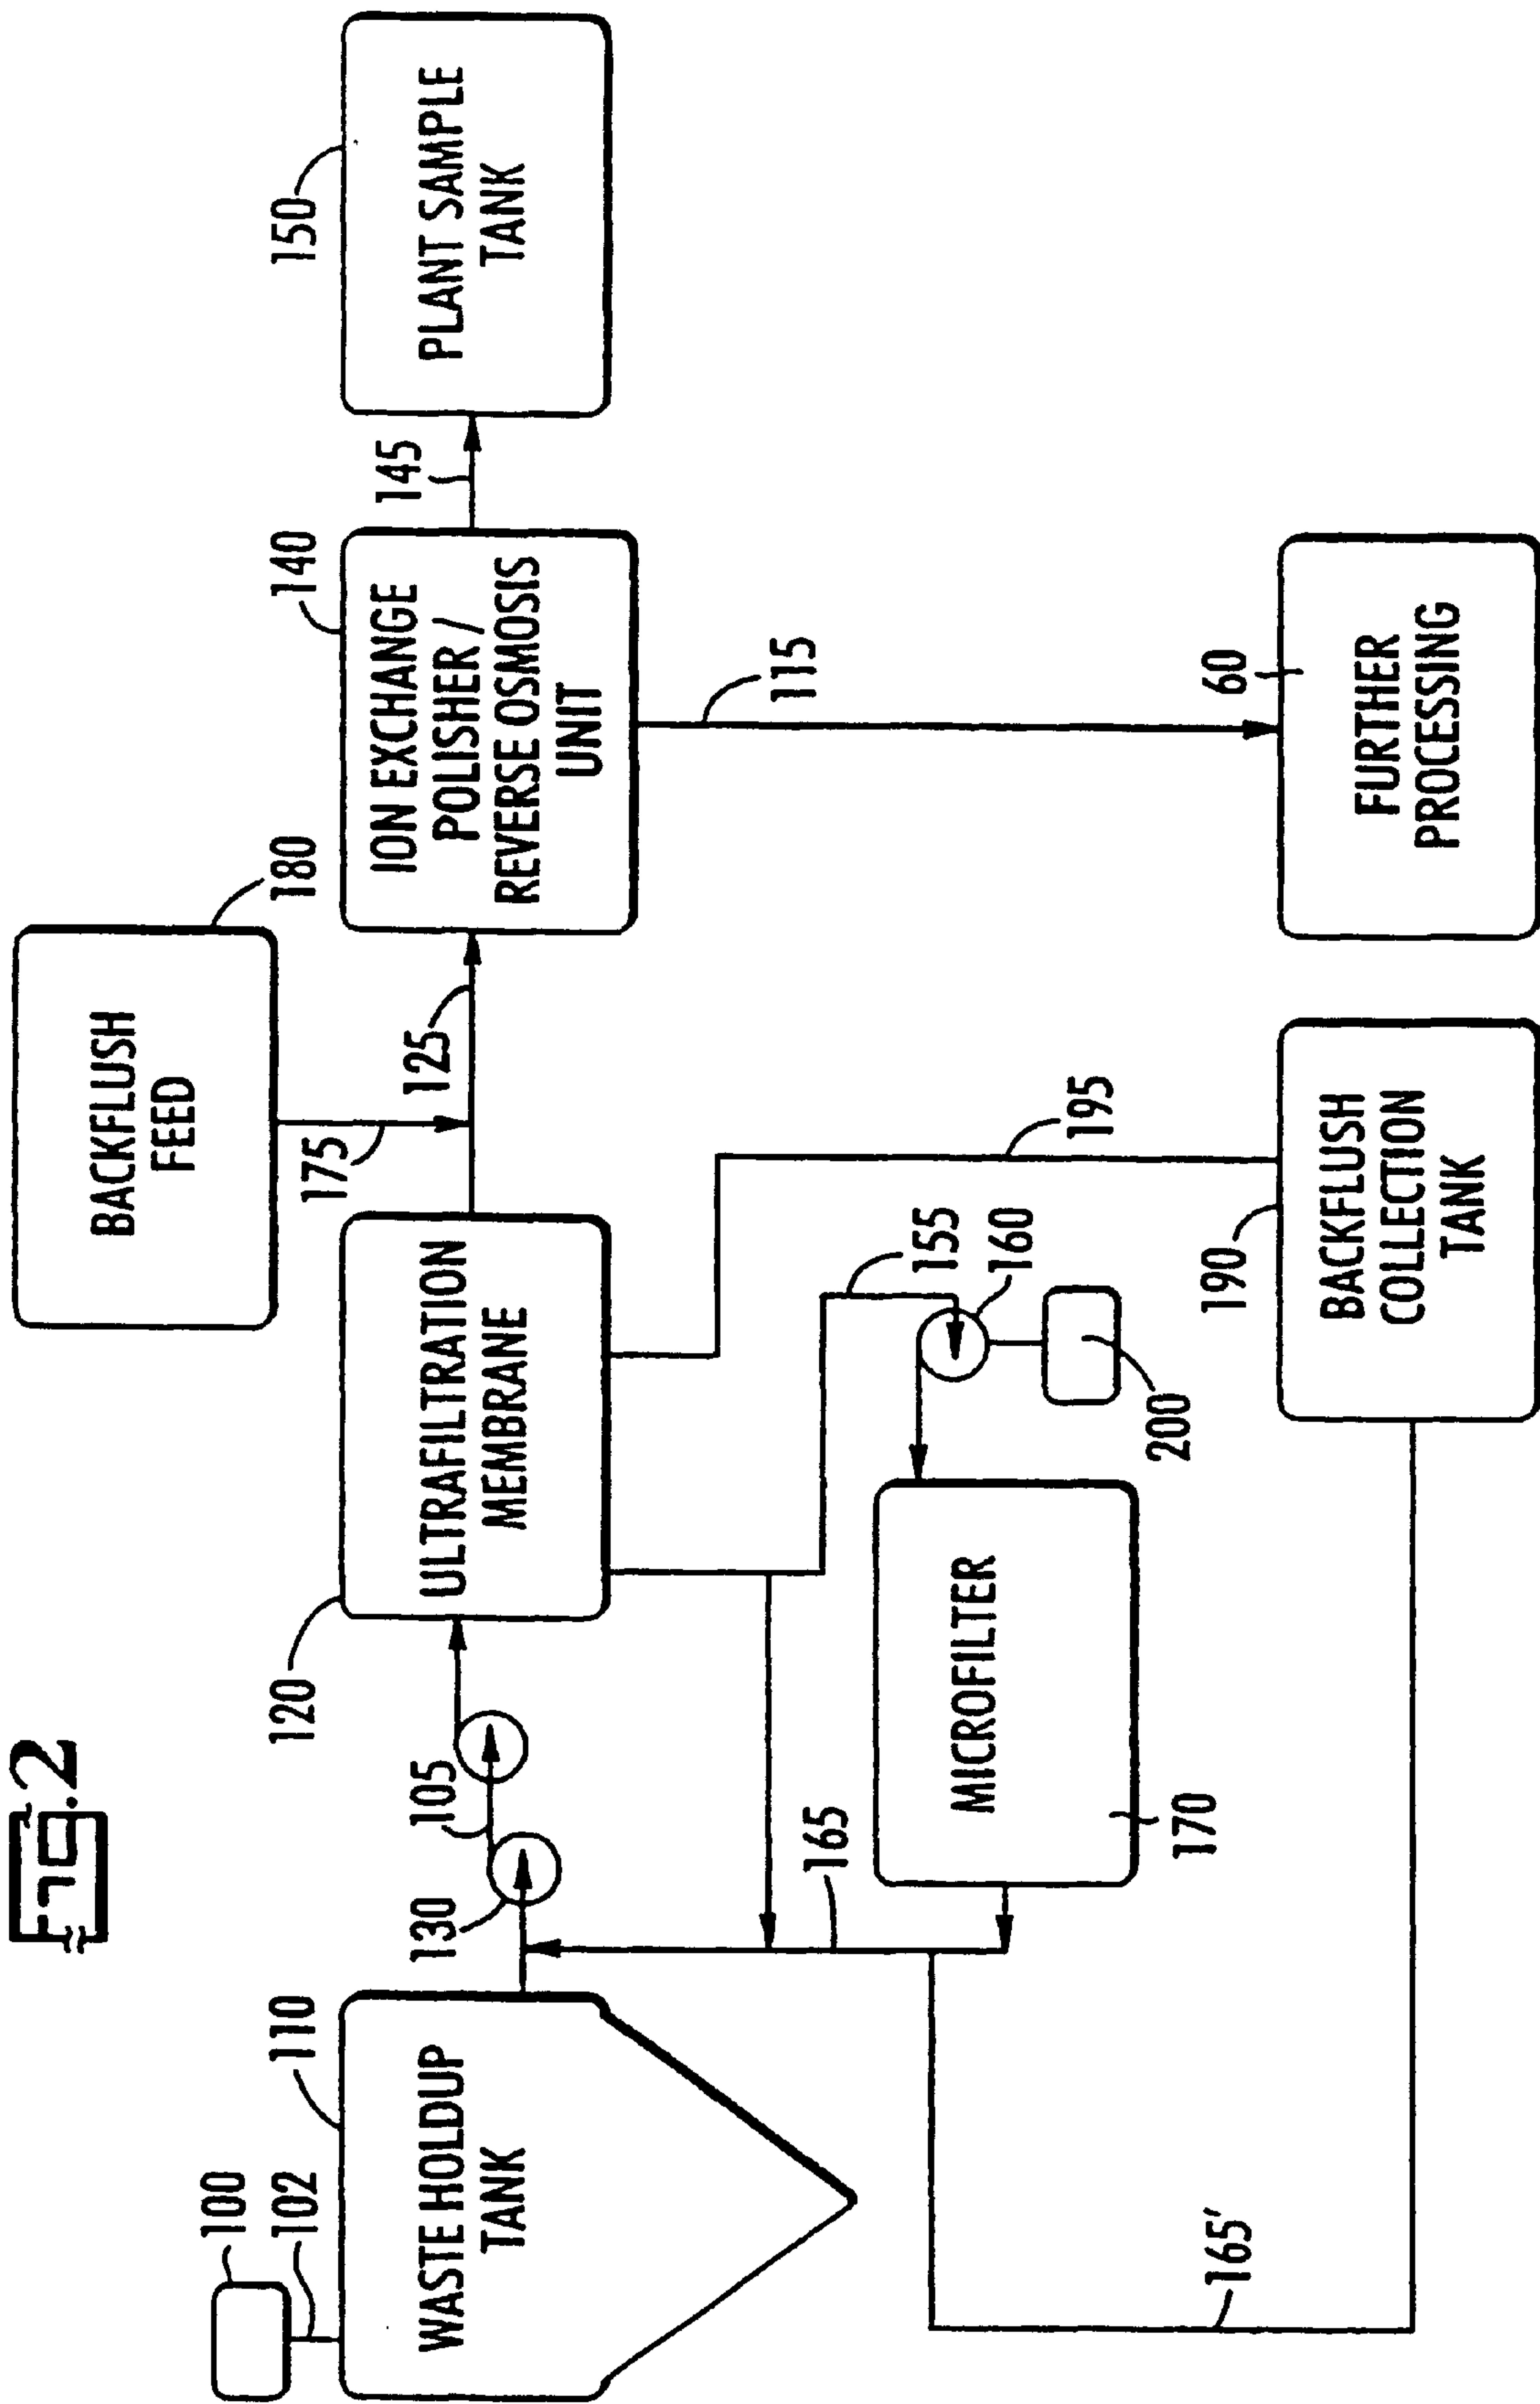 Fig. 2
100
102
110
WASTE HOLDUP
TANK
130
105
120
ULTRAFILTRATION
MEMBRANE
BACKFLUSH
FEED
180
175
125
140
ION EXCHANGE
POLISHER /
REVERSE OSMOSIS
UNIT
145
150
PLANT SAMPLE
TANK
115
60
FURTHER
PROCESSING
195
155
160
200
165
MICROFILTER
170
190
BACKFLUSH
COLLECTION
TANK
165'